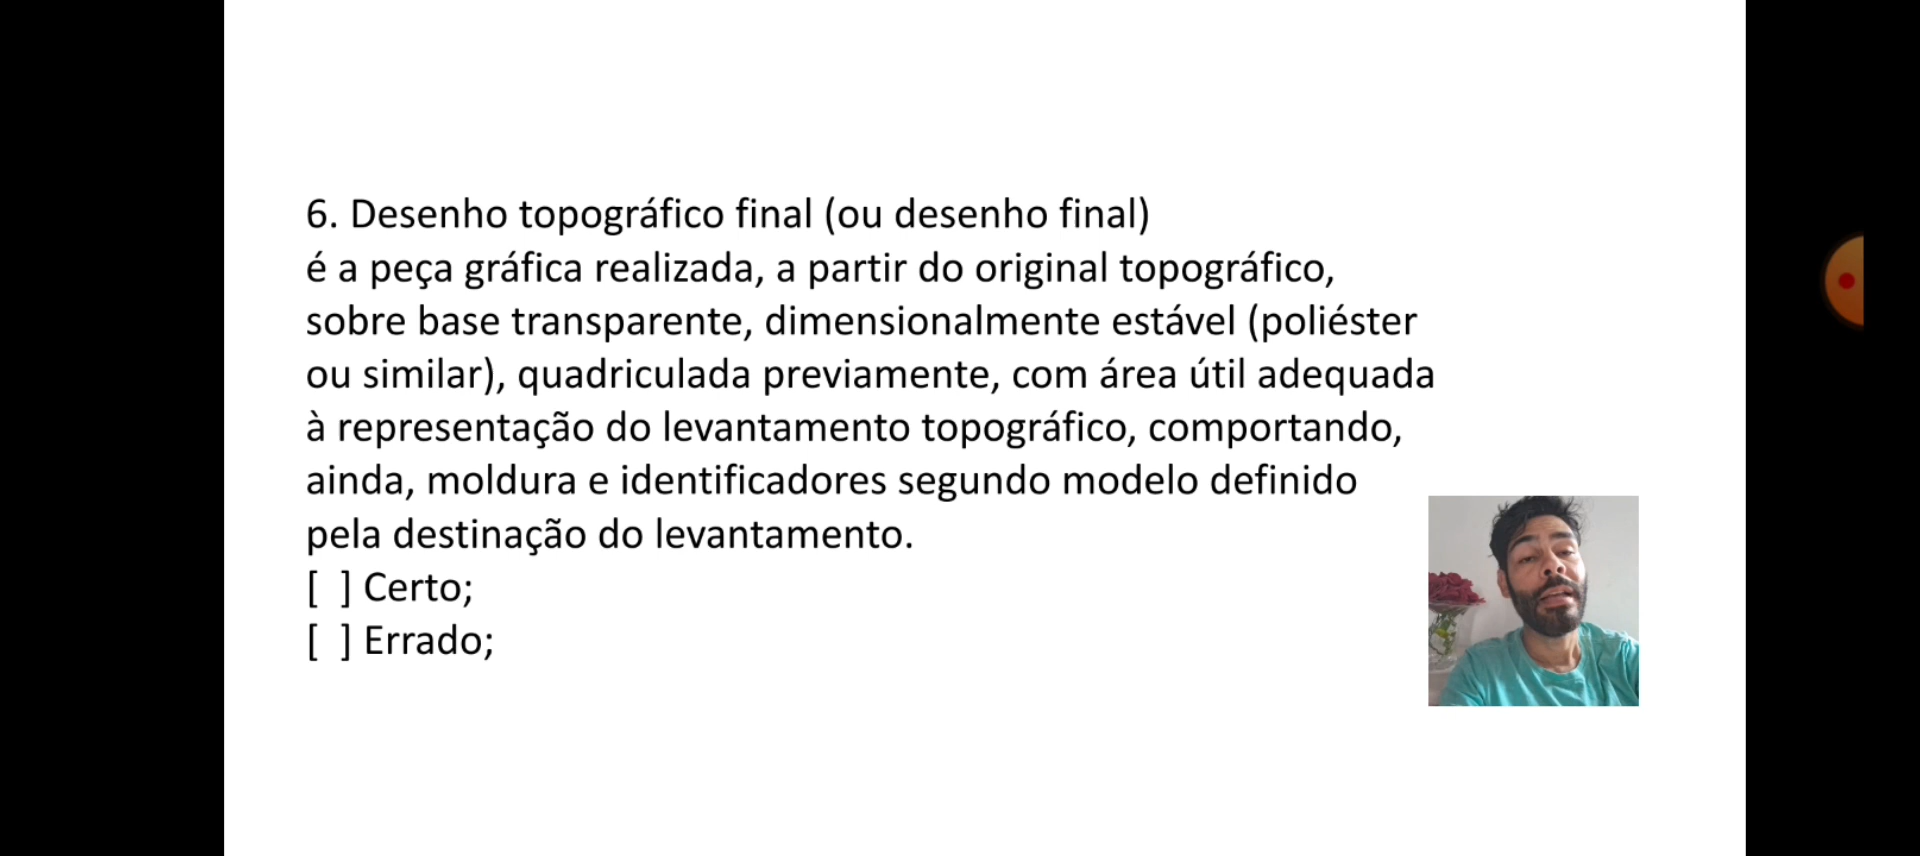 6. Desenho topográfico final (ou desenho final)
é a peça gráfica realizada, a partir do original topográfico,
sobre base transparente, dimensionalmente estável (poliéster
ou similar), quadriculada previamente, com área útil adequada
à representação do levantamento topográfico, comportando,
ainda, moldura e identificadores segundo modelo definido
pela destinação do levantamento.
[  ] Certo;
[  ] Errado;